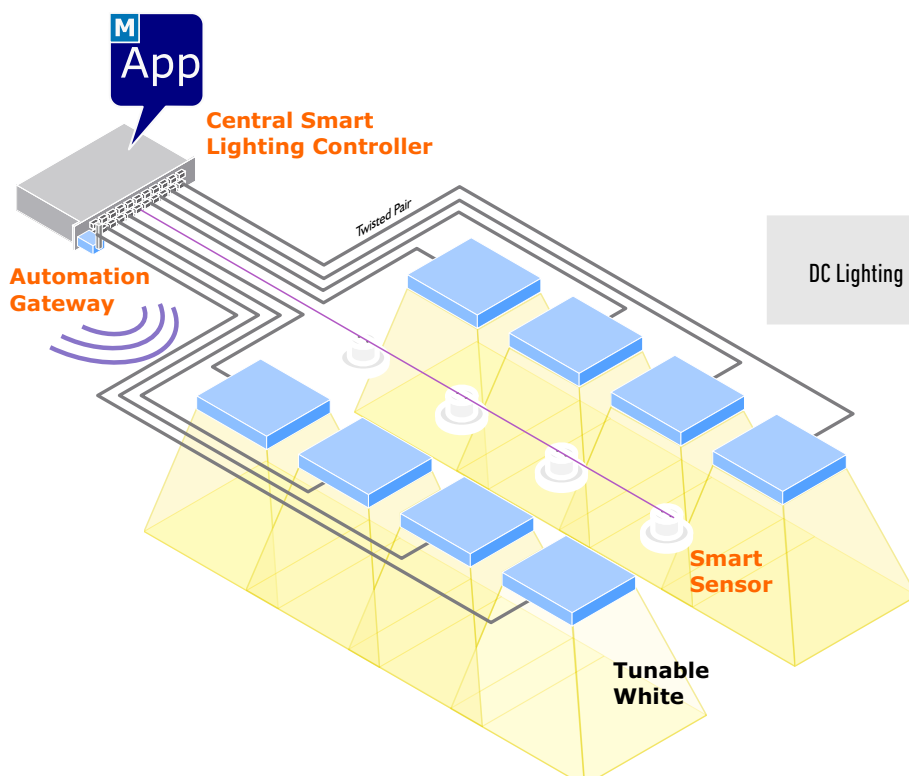 M
App
Central Smart
Lighting Controller
Twisted Pair
DC Lighting
Automation
Gateway
Smart
Sensor
Tunable
White